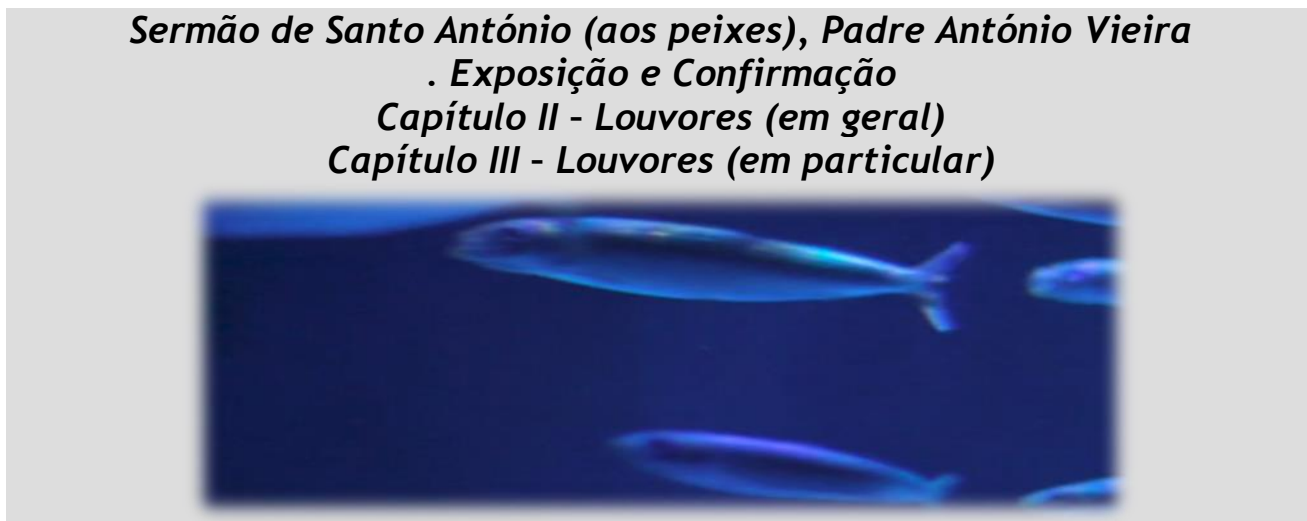 Sermão de Santo António (aos peixes), Padre António Vieira
. Exposição e Confirmação
Capítulo II – Louvores (em geral)
Capítulo III – Louvores (em particular)